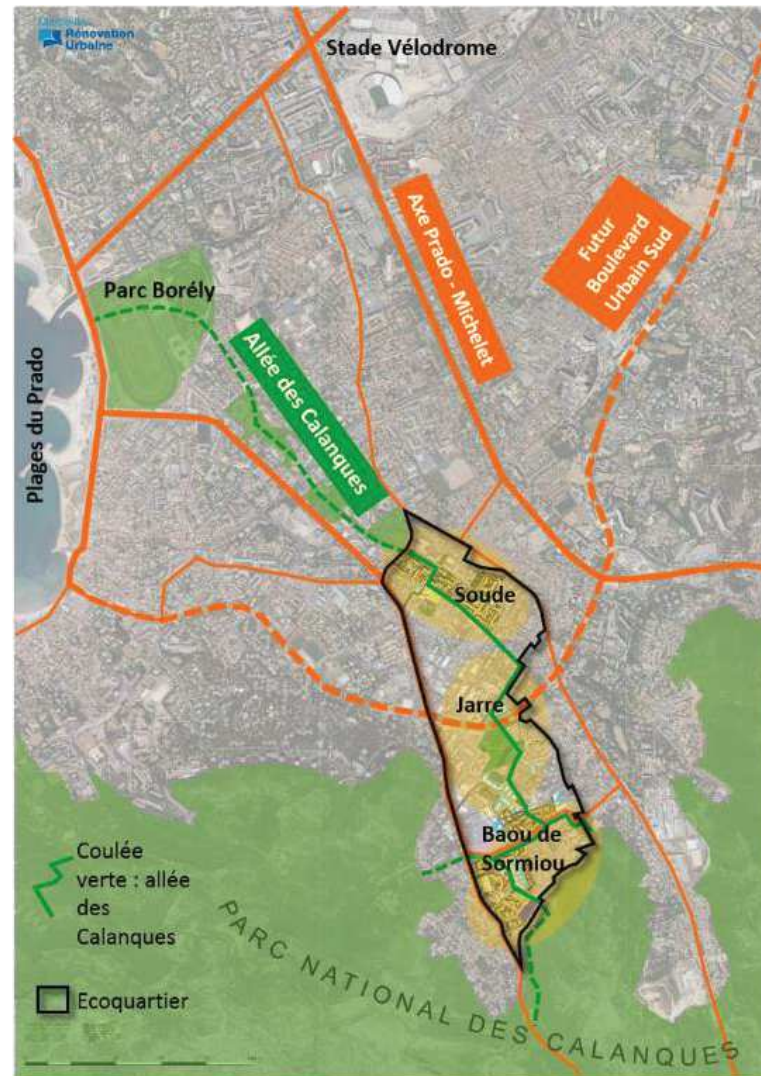 Rénovation
Urbaine
Stade Vélodrome
Axe Prado - Michelet
Futur
Boulevard
Urbain Sud
Parc Borély
Allée des Calanques
Plages du Prado
Soude
Jarre
Baou de
Sormiou
Coulée
verte : allée
des
Calanques
Ecoquartier
PARC NATIONAL DES CALANQUES